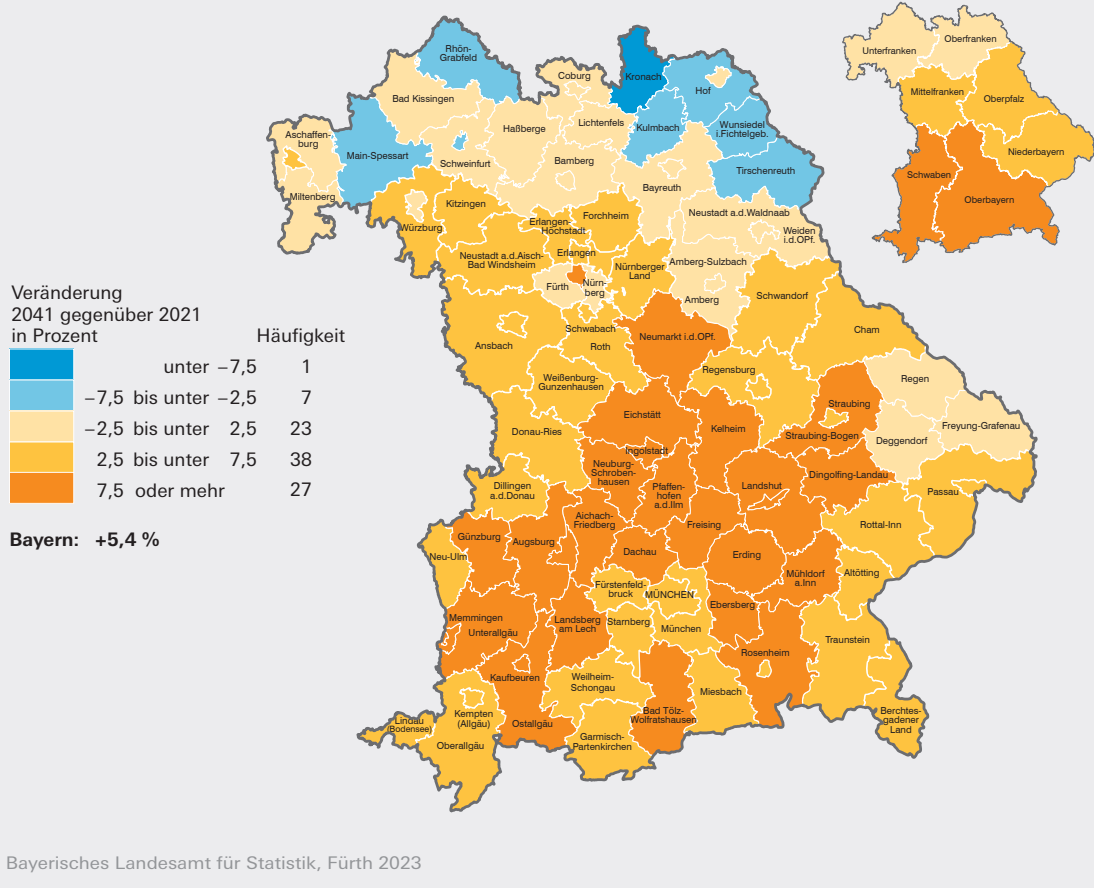 Rhön-
Grabfeld
Coburg
Kronach
Hof
Bad Kissingen
Lichtenfels
Kulmbach
Wunsiedel
i.Fichtelgeb.
Haßberge
Aschaffen-
burg
Main-Spessart
Schweinfurt
Bamberg
Tirschenreuth
Bayreuth
Miltenberg
Kitzingen
Würzburg
Forchheim
Erlangen-
Höchstadt
Neustadt a.d.Waldnaab
Weiden
i.d.OPf.
Neustadt a.d.Aisch-
Bad Windsheim
Erlangen
Nürnberger
Land
Amberg-Sulzbach
Fürth
Nürn-
berg
Amberg
Schwandorf
Schwabach
Roth
Neumarkt i.d.OPf.
Cham
Ansbach
Weißenburg-
Gunzenhausen
Regensburg
Regen
Straubing
Eichstätt
Kelheim
Freyung-Grafenau
Donau-Ries
Straubing-Bogen
Deggendorf
Ingolstadt
Neuburg-
Schroben-
hausen
Dingolfing-Landau
Dillingen
a.d.Donau
Pfaffen-
hofen
a.d.Ilm
Landshut
Passau
Aichach-
Friedberg
Freising
Rottal-Inn
Günzburg
Augsburg
Dachau
Erding
Neu-Ulm
Mühldorf
a.Inn
Altötting
Fürstenfeld-
bruck
MÜNCHEN
Ebersberg
Memmingen
Unterallgäu
Landsberg
am Lech
Starnberg
München
Traunstein
Rosenheim
Kaufbeuren
Weilheim-
Schongau
Miesbach
Bad Tölz-
Wolfratshausen
Berchtes-
gadener
Land
Lindau
(Bodensee)
Kempten
(Allgäu)
Ostallgäu
Oberallgäu
Garmisch-
Partenkirchen
Unterfranken
Oberfranken
Mittelfranken
Oberpfalz
Niederbayern
Schwaben
Oberbayern
Veränderung
2041 gegenüber 2021
in Prozent Häufigkeit
unter –7,5 1
–7,5 bis unter –2,5 7
–2,5 bis unter 2,5 23
2,5 bis unter 7,5 38
7,5 oder mehr 27
Bayern: +5,4 %
Bayerisches Landesamt für Statistik, Fürth 2023